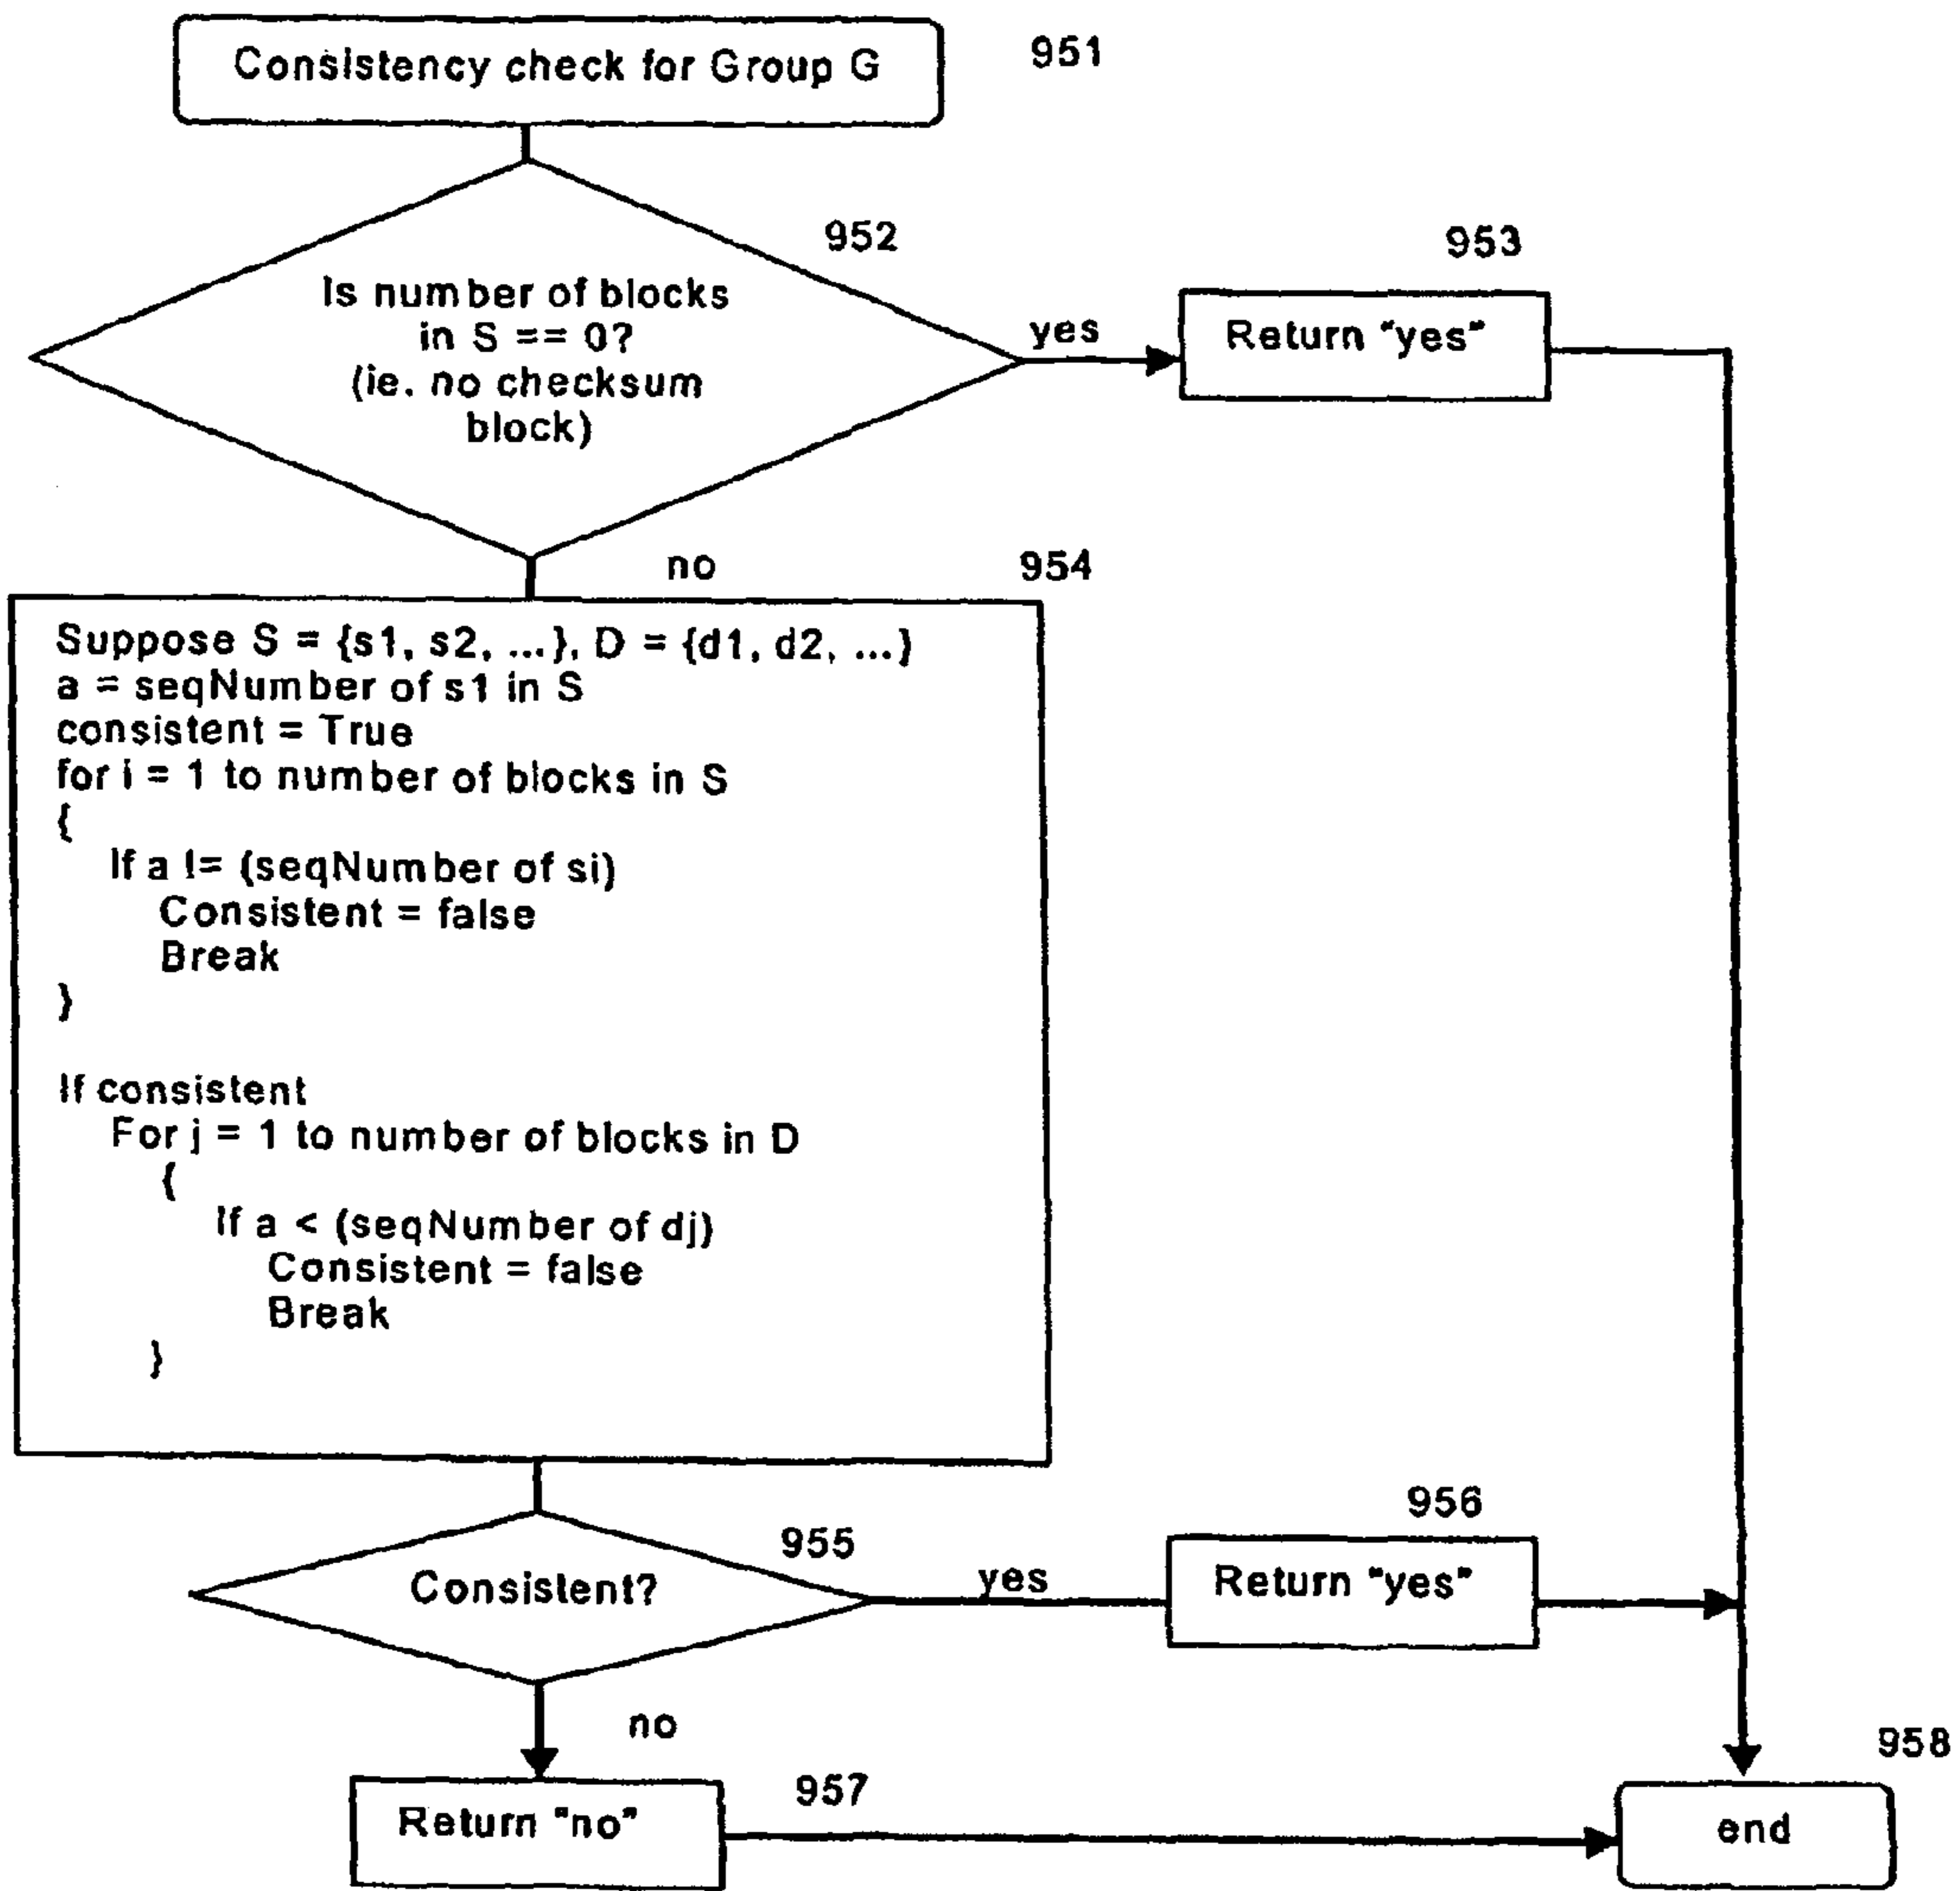 Consistency check for Group G
951
952
Is number of blocks
in S == 0?
(ie. no checksum
block)
yes
953
Return "yes"
no
954
Suppose S = {s1, s2, ...}, D = {d1, d2, ...}
a = seqNumber of s1 in S
consistent = True
for i = 1 to number of blocks in S
{
If a != (seqNumber of si)
Consistent = false
Break
}
If consistent
For j = 1 to number of blocks in D
{
If a < (seqNumber of dj)
Consistent = false
Break
}
955
Consistent?
yes
956
Return "yes"
no
957
Return "no"
958
end